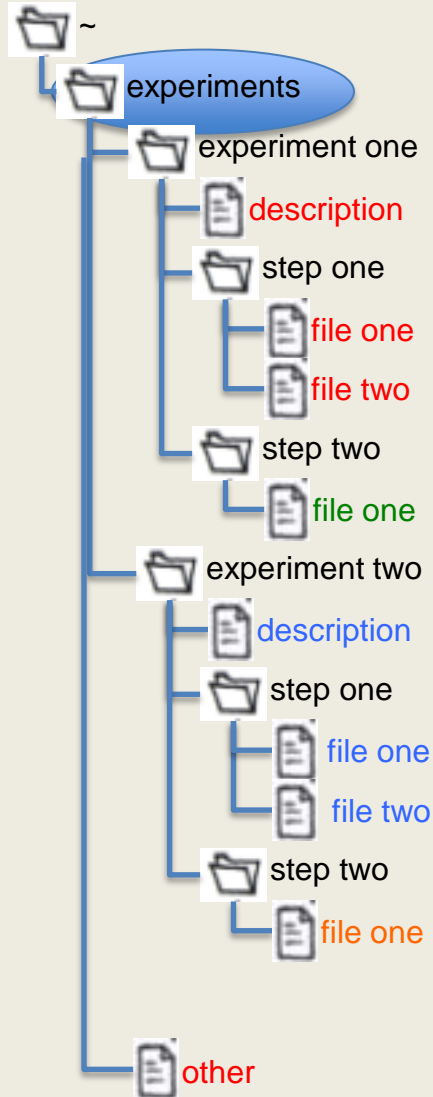 ~
experiments
experiment one
description
step one
file one
file two
step two
file one
experiment two
description
step one
file one
file two
step two
file one
other